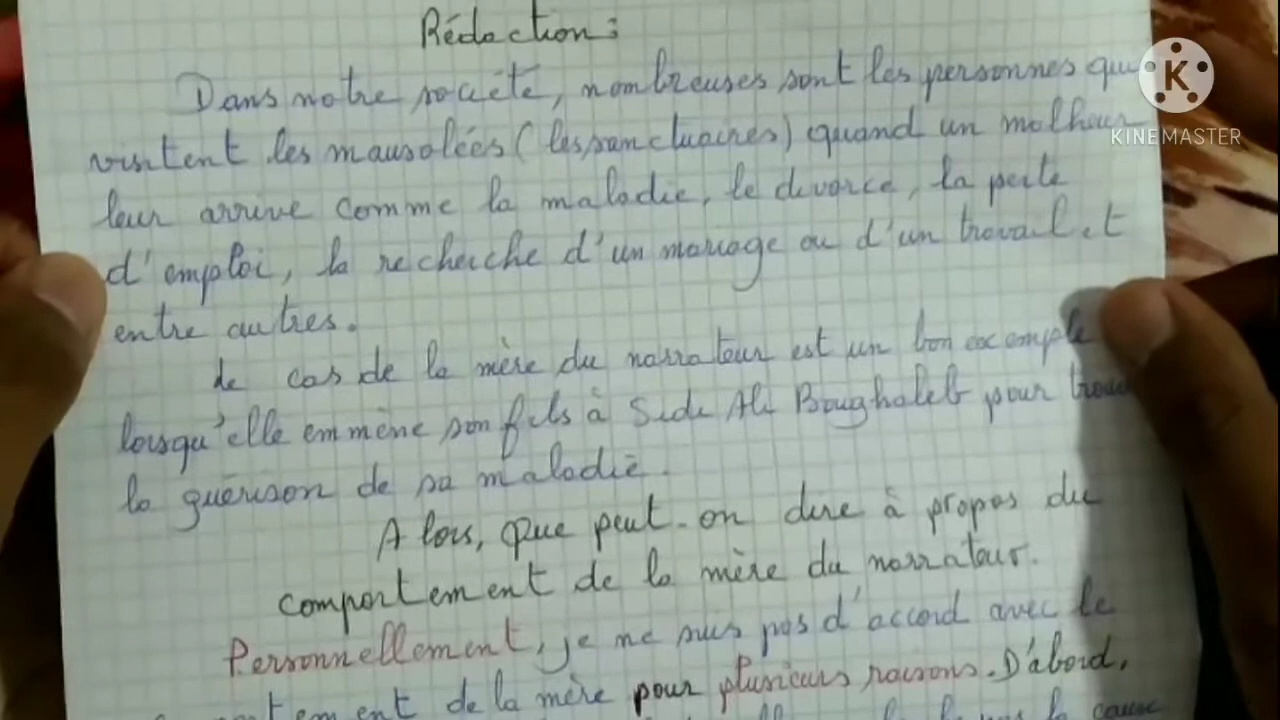 Rédaction:
Dans notre société, nombreuses sont les personnes qui
visitent les mausolées (les sanctuaires) quand un malheur
leur arrive comme la maladie, le divorce, la perte
d'emploi, la recherche d'un mariage ou d'un travail et
entre autres.
Le cas de la mère du narrateur est un bon exemple
lorsqu'elle emmène son fils à Sidi Ali Boughaleb pour
la guérison de sa maladie.
Alors, Que peut-on dire à propos du
comportement de la mère du narrateur.
Personnellement, je ne suis pas d'accord avec le
de la mère pour plusieurs raisons. D'abord,
cause
K
KINEMASTER